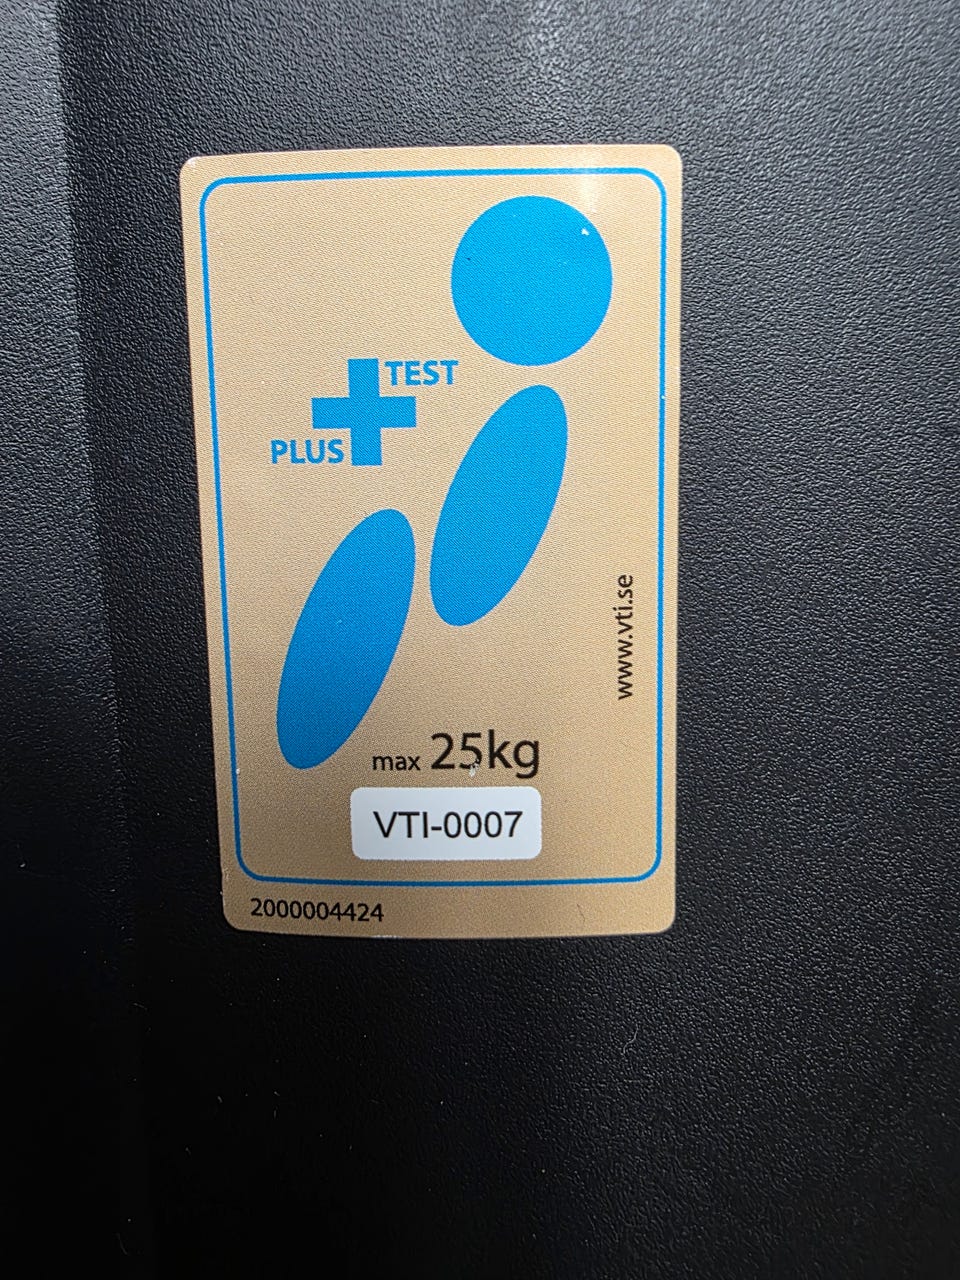 TEST
PLUS
www.vti.se
max 25kg
VTI-0007
2000004424